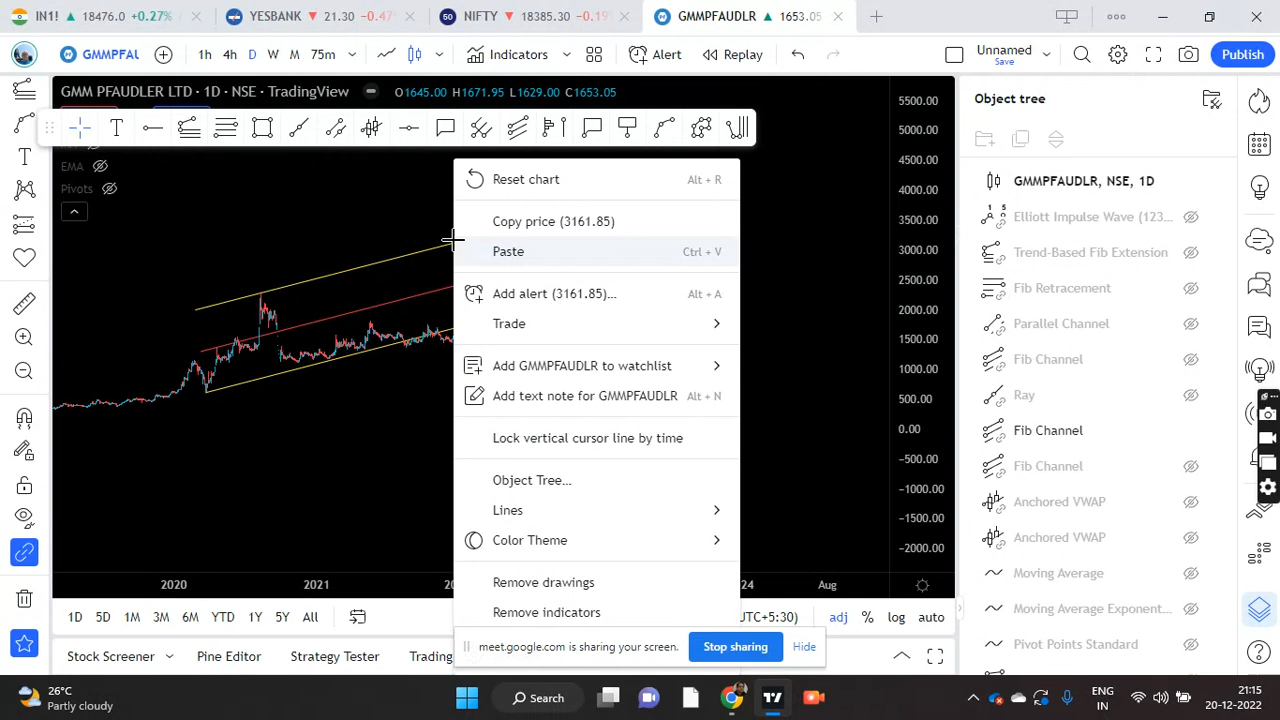 IN1! 18476.0 +0.27%
YESBANK 21.30 -0.47%
50 NIFTY 18385.30 -0.19%
GMMPFAUDLR 1653.05
GMMPFAU
1h 4h D W M 75m
Indicators
Alert
Replay
Unnamed
Save
Publish
GMM PFAUDLER LTD · 1D · NSE · TradingView
O1645.00 H1671.95 L1629.00 C1653.05
EMA
Pivots
Reset chart Alt + R
Copy price (3161.85)
Paste Ctrl + V
Add alert (3161.85)... Alt + A
Trade
Add GMMPFAUDLR to watchlist
Add text note for GMMPFAUDLR Alt + N
Lock vertical cursor line by time
Object Tree...
Lines
Color Theme
Remove drawings
Remove indicators
5500.00
5000.00
4500.00
4000.00
3500.00
3000.00
2500.00
2000.00
1500.00
1000.00
500.00
0.00
-500.00
-1000.00
-1500.00
-2000.00
2020 2021 24 Aug
Object tree
GMMPFAUDLR, NSE, 1D
Elliott Impulse Wave (123...
Trend-Based Fib Extension
Fib Retracement
Parallel Channel
Fib Channel
Ray
Fib Channel
Fib Channel
Anchored VWAP
Anchored VWAP
Moving Average
Moving Average Exponent...
Pivot Points Standard
1D 5D 1M 3M 6M YTD 1Y 5Y All
UTC+5:30) adj % log auto
meet.google.com is sharing your screen. Stop sharing Hide
Stock Screener Pine Editor Strategy Tester Trading
26°C
Partly cloudy
Search
ENG
IN
21:15
20-12-2022